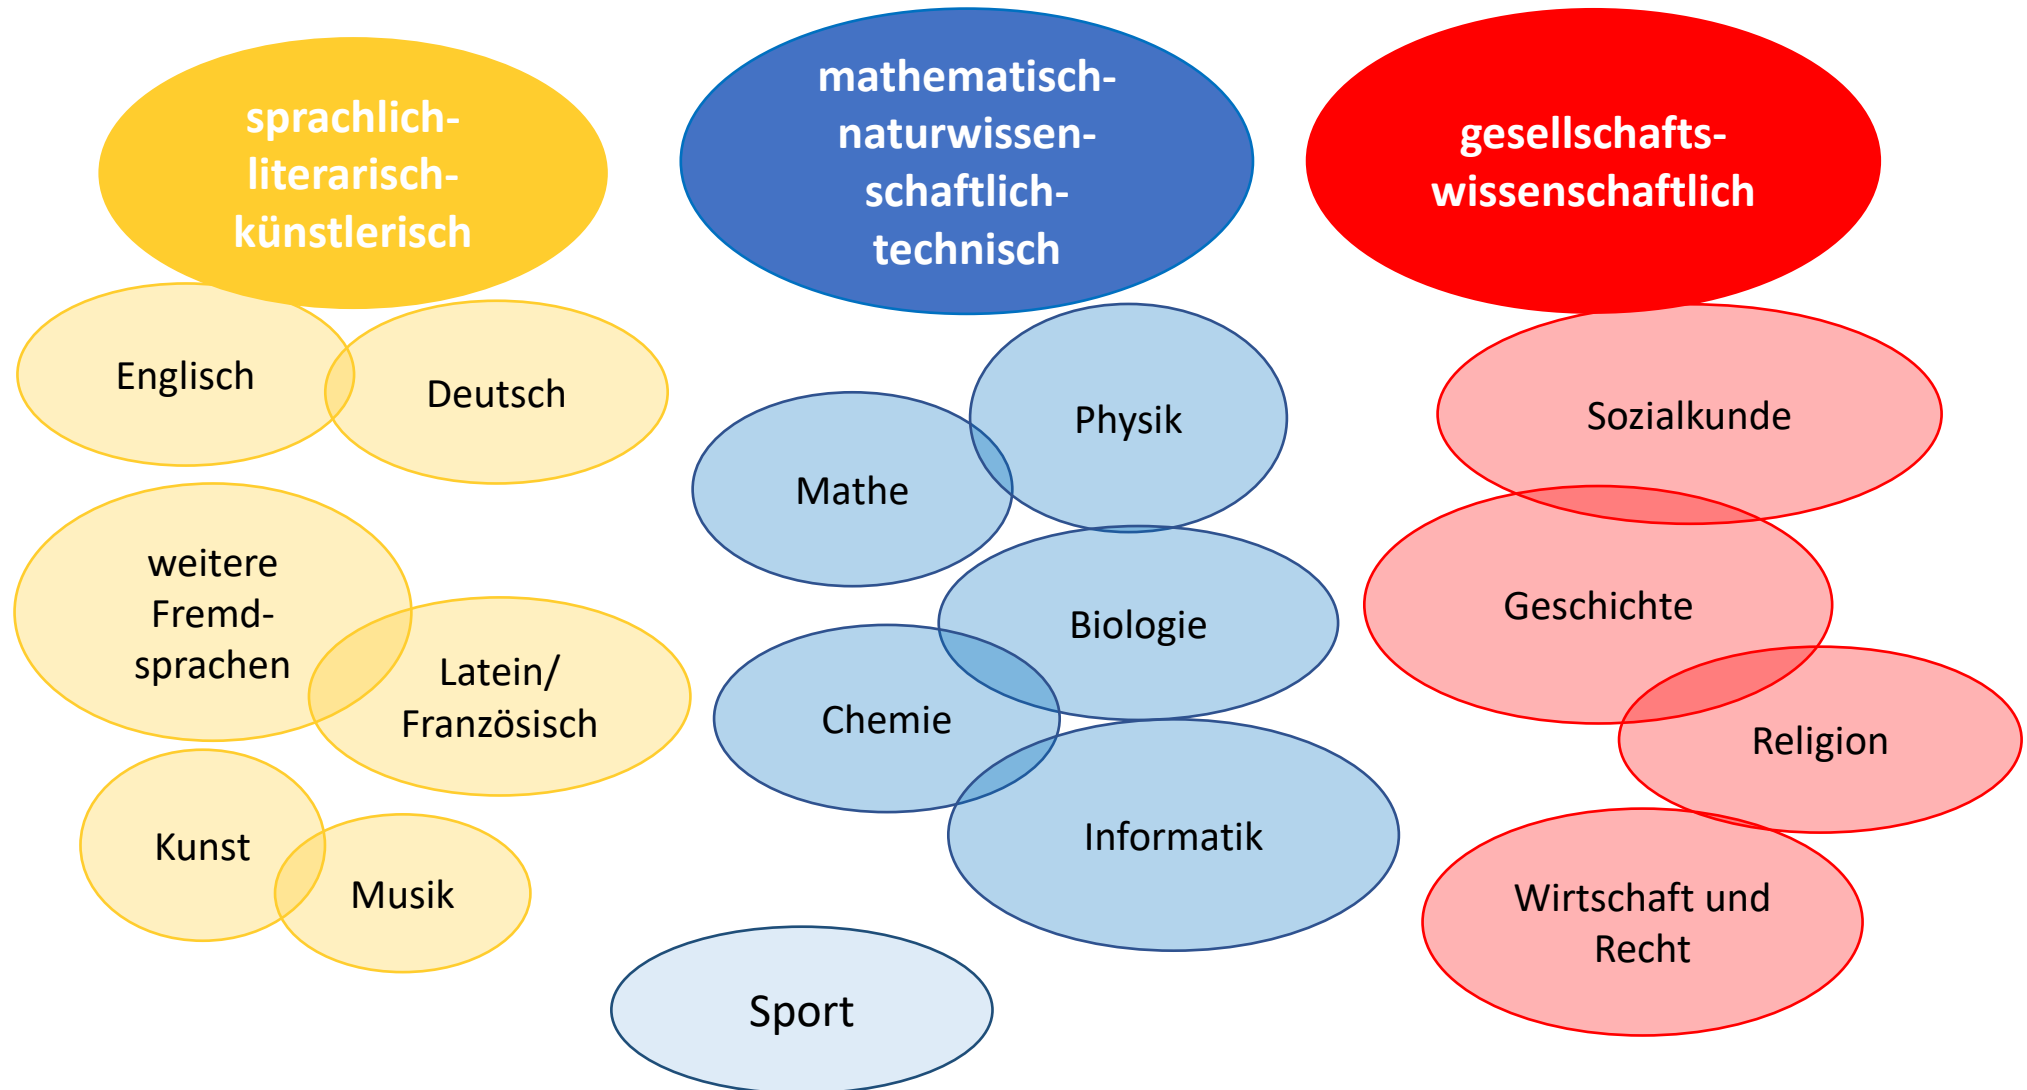 sprachlich-
literarisch-
künstlerisch
mathematisch-
naturwissen-
schaftlich-
technisch
gesellschafts-
wissenschaftlich
Englisch
Deutsch
weitere
Fremd-
sprachen
Latein/
Französisch
Kunst
Musik
Physik
Mathe
Biologie
Chemie
Informatik
Sport
Sozialkunde
Geschichte
Religion
Wirtschaft und
Recht